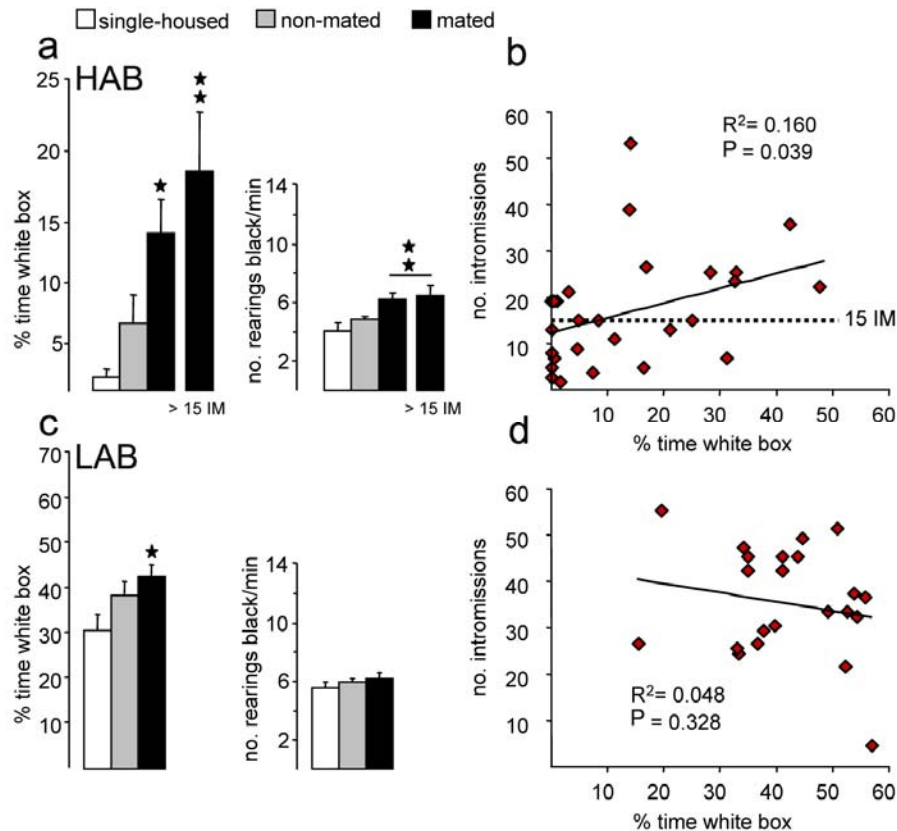 single-housed non-mated mated
a
HAB
% time white box
25
20
15
10
5
> 15 IM
no. rearings black/min
14
10
6
2
> 15 IM
b
no. intromissions
60
50
40
30
20
10
R²= 0.160
P = 0.039
15 IM
10 20 30 40 50 60
% time white box
c
LAB
% time white box
70
60
50
40
30
20
10
no. rearings black/min
14
10
6
2
d
no. intromissions
60
50
40
30
20
10
R²= 0.048
P = 0.328
10 20 30 40 50 60
% time white box